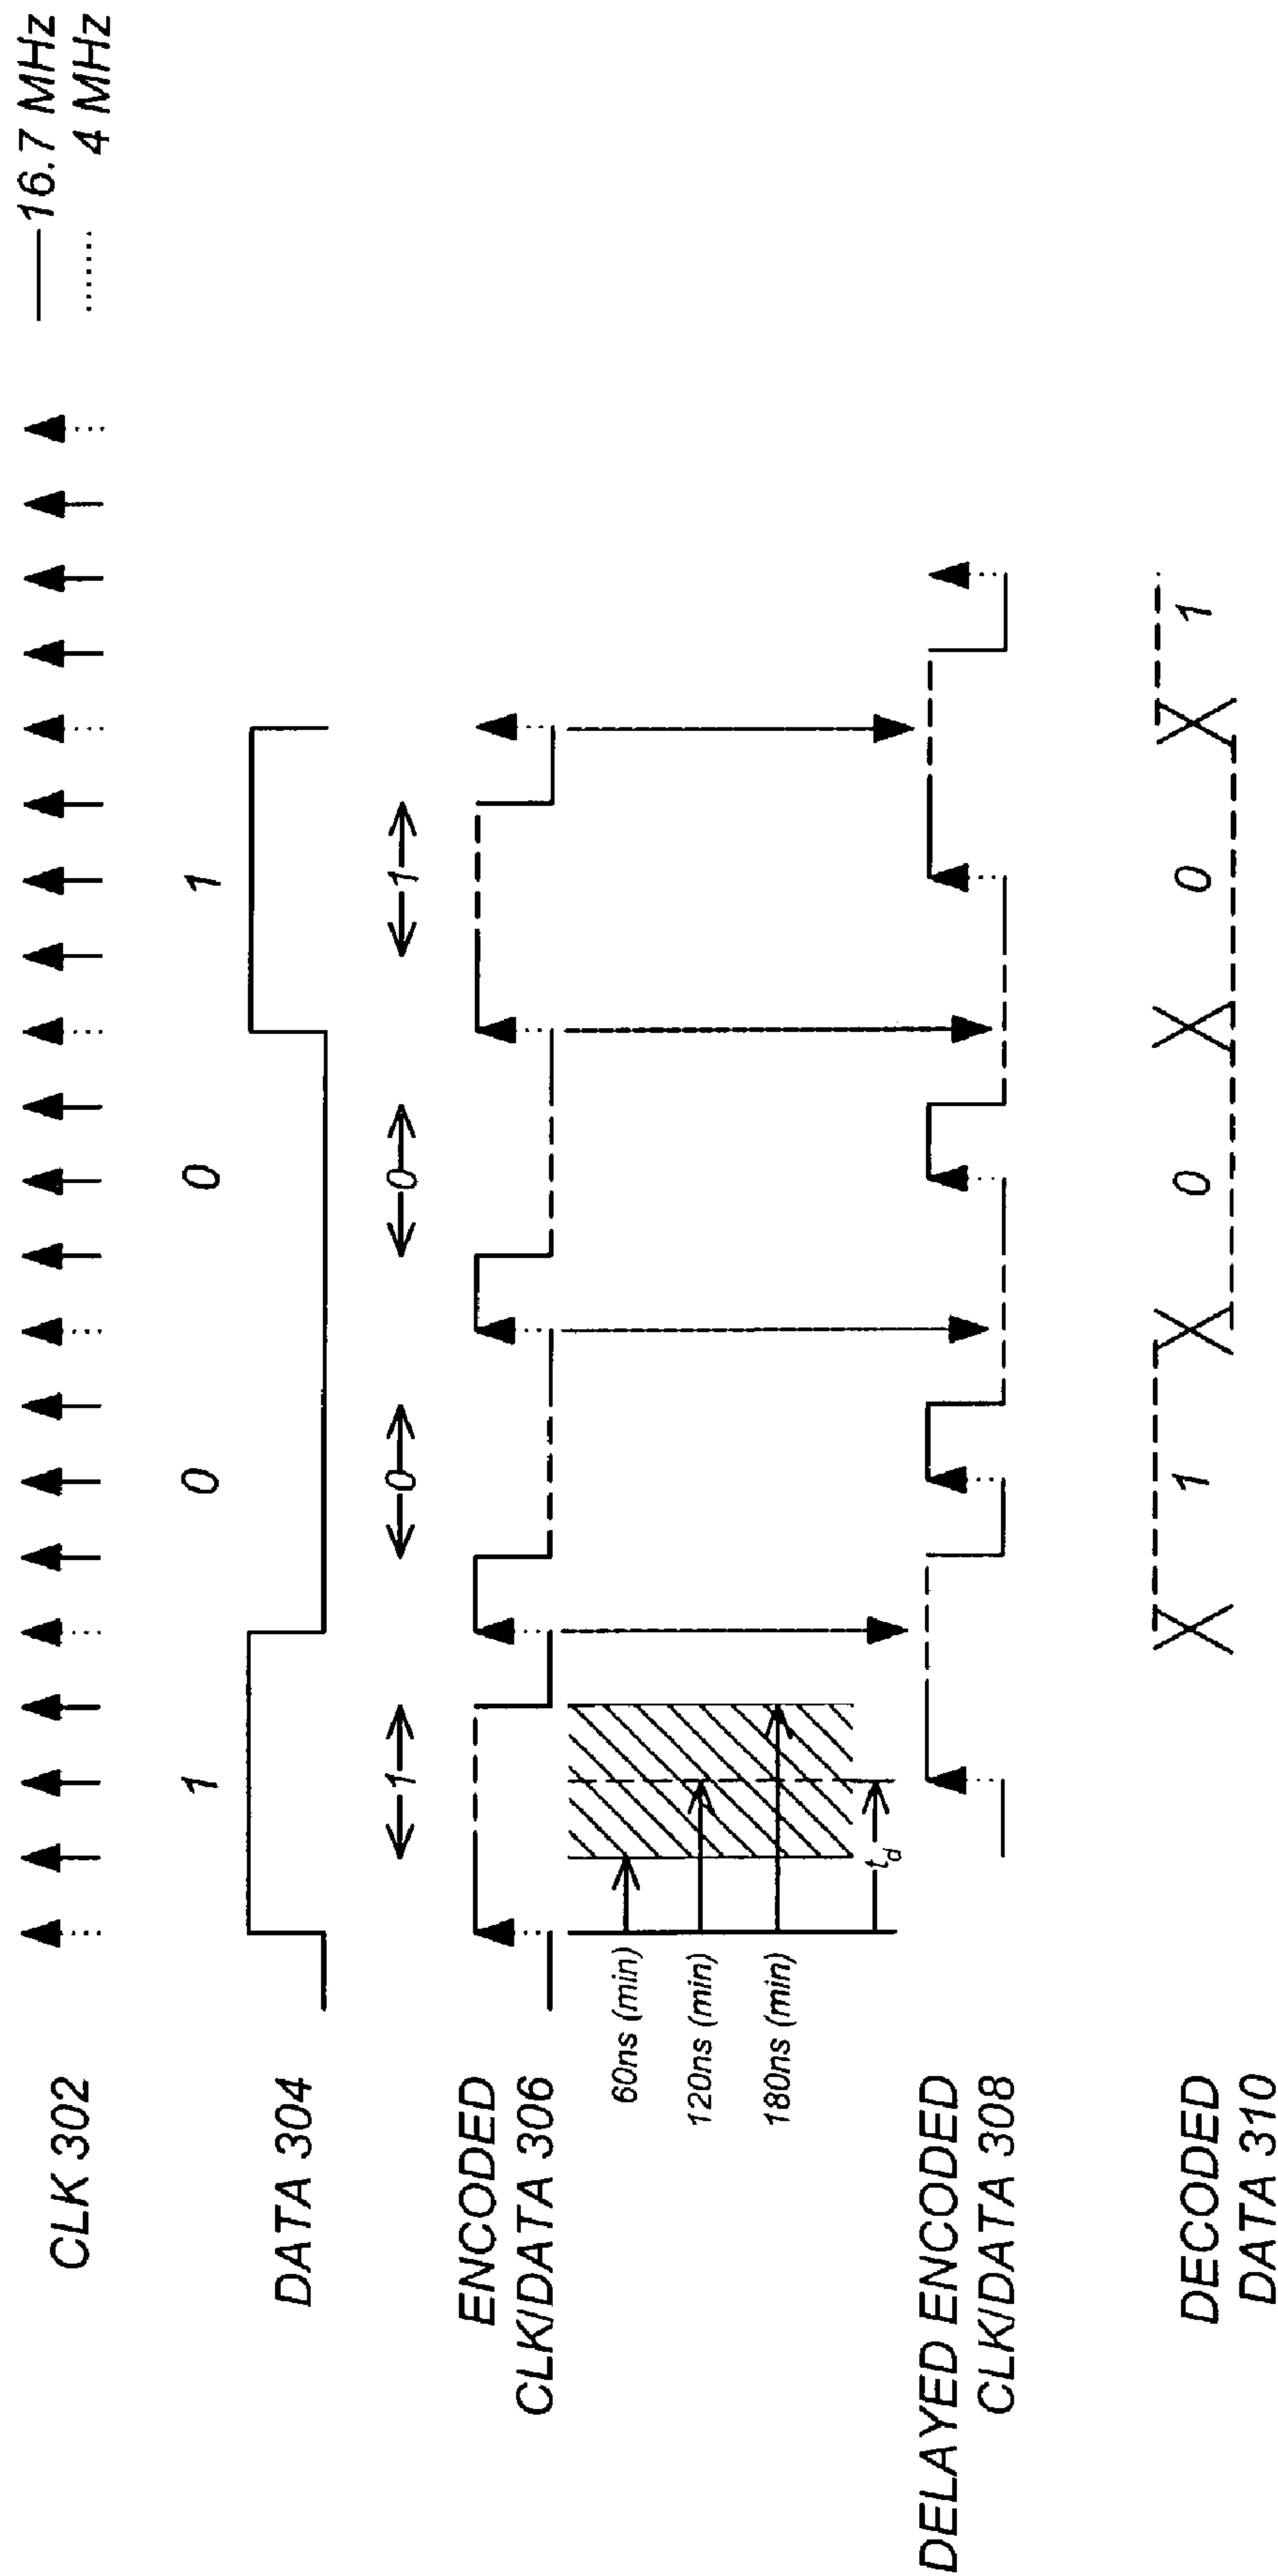 16.7 MHz
4 MHz
CLK 302
DATA 304
1
0
0
1
1
0
0
1
ENCODED
CLK/DATA 306
60ns (min)
120ns (min)
180ns (min)
td
DELAYED ENCODED
CLK/DATA 308
DECODED
DATA 310
1
0
0
1